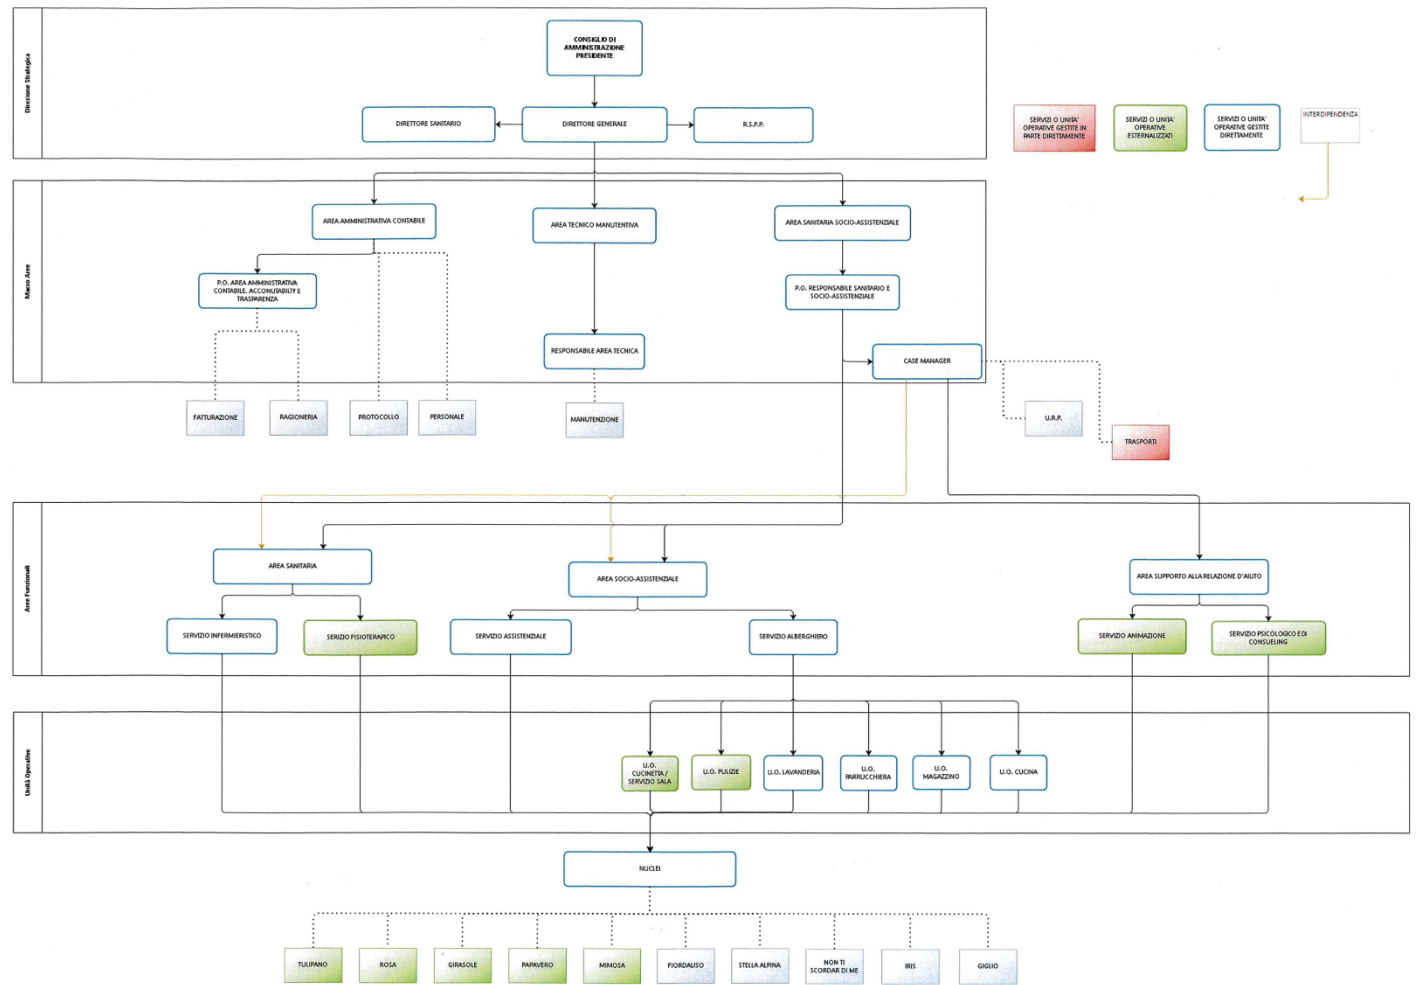 Direzione Strategica
CONSIGLIO DI
AMMINISTRAZIONE
PRESIDENTE
DIRETTORE SANITARIO
DIRETTORE GENERALE
R.S.P.P.
SERVIZI O UNITA'
OPERATIVE GESTITE IN
PARTE DIRETTAMENTE
SERVIZI O UNITA'
OPERATIVE
ESTERNALIZZATI
SERVIZI O UNITA'
OPERATIVE GESTITE
DIRETTAMENTE
INTERDIPENDENZA
Macro Aree
AREA AMMINISTRATIVA CONTABILE
AREA TECNICO MANUTENTIVA
AREA SANITARIA SOCIO-ASSISTENZIALE
P.O. AREA AMMINISTRATIVA
CONTABILE, ACCONUTABILTY E
TRASPARENZA
P.O. RESPONSABILE SANITARIO E
SOCIO-ASSISTENZIALE
RESPONSABILE AREA TECNICA
CASE MANAGER
FATTURAZIONE
RAGIONERIA
PROTOCOLLO
PERSONALE
MANUTENZIONE
U.R.P.
TRASPORTI
Aree Funzionali
AREA SANITARIA
AREA SOCIO-ASSISTENZIALE
AREA SUPPORTO ALLA RELAZIONE D'AIUTO
SERVIZIO INFERMIERISTICO
SERIZIO FISIOTERAPICO
SERVIZIO ASSISTENZIALE
SERVIZIO ALBERGHIERO
SERVIZIO ANIMAZIONE
SERVIZIO PSICOLOGICO E DI
CONSUELING
Unità Operative
U.O.
CUCINETTA /
SERVIZIO SALA
U.O. PULIZIE
U.O. LAVANDERIA
U.O.
PARRUCCHIERA
U.O.
MAGAZZINO
U.O. CUCINA
NUCLEI
TULIPANO
ROSA
GIRASOLE
PAPAVERO
MIMOSA
FIORDALISO
STELLA ALPINA
NON TI
SCORDAR DI ME
IRIS
GIGLIO